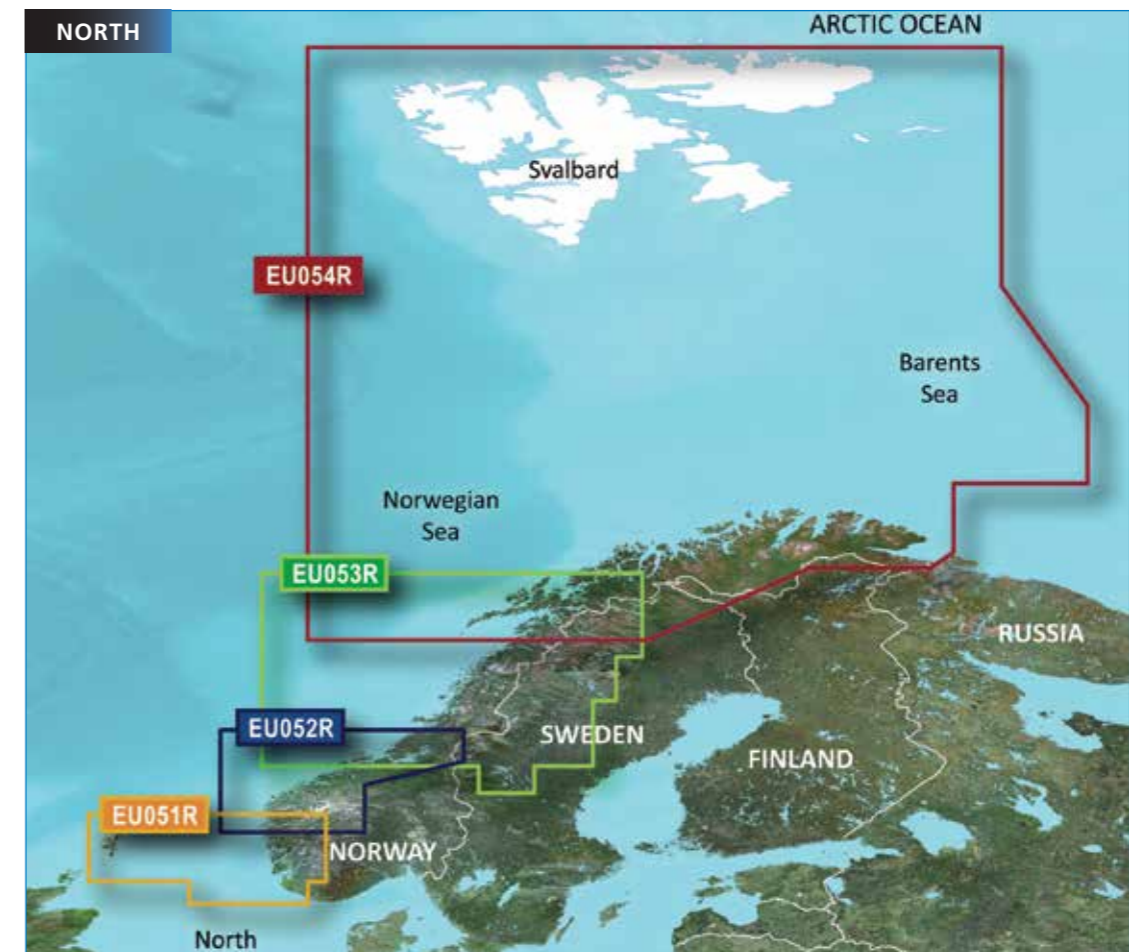 NORTH
ARCTIC OCEAN
Svalbard
EU054R
Barents
Sea
Norwegian
Sea
EU053R
RUSSIA
EU052R
SWEDEN
FINLAND
EU051R
NORWAY
North